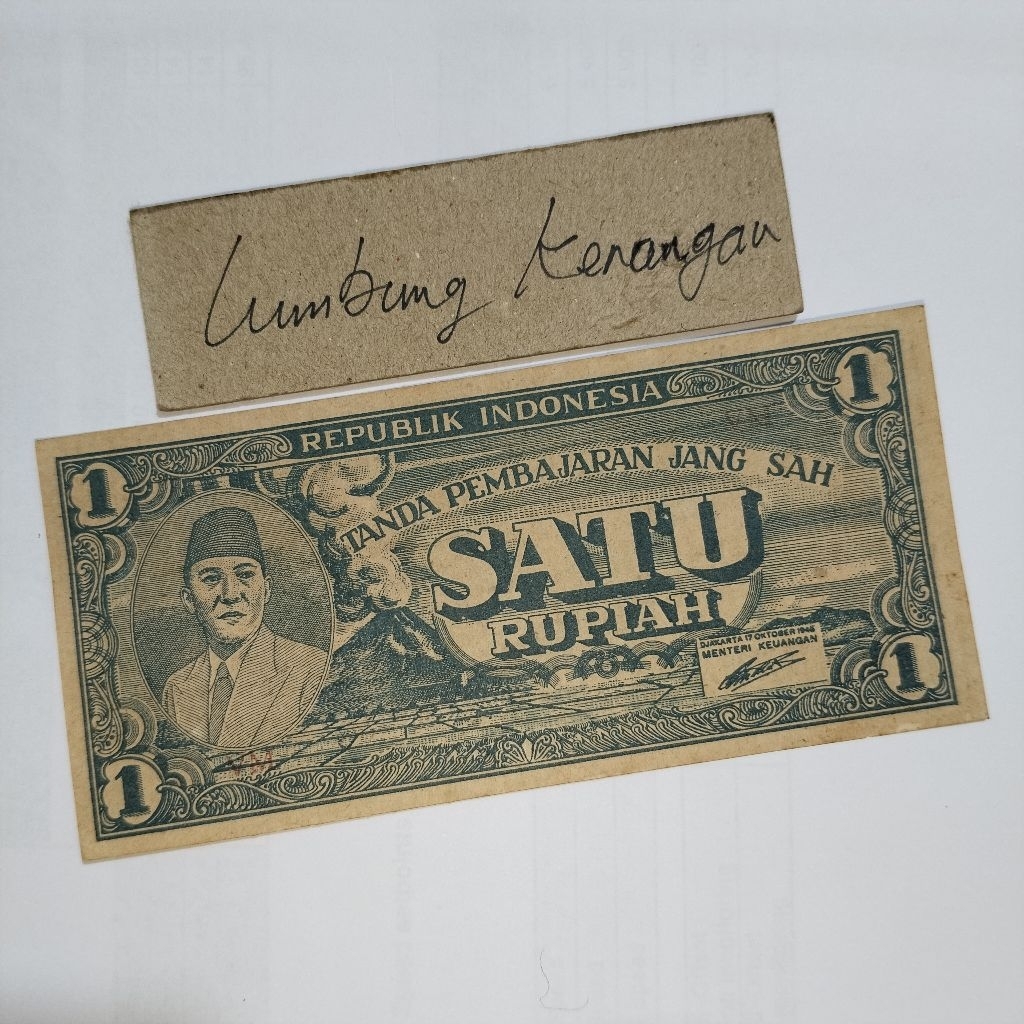 Lumbung Kenangan
REPUBLIK INDONESIA
1
1
TANDA PEMBAJARAN JANG SAH
SATU
RUPIAH
DJAKARTA 17 OKTOBER 1945
MENTERI KEUANGAN
1
1